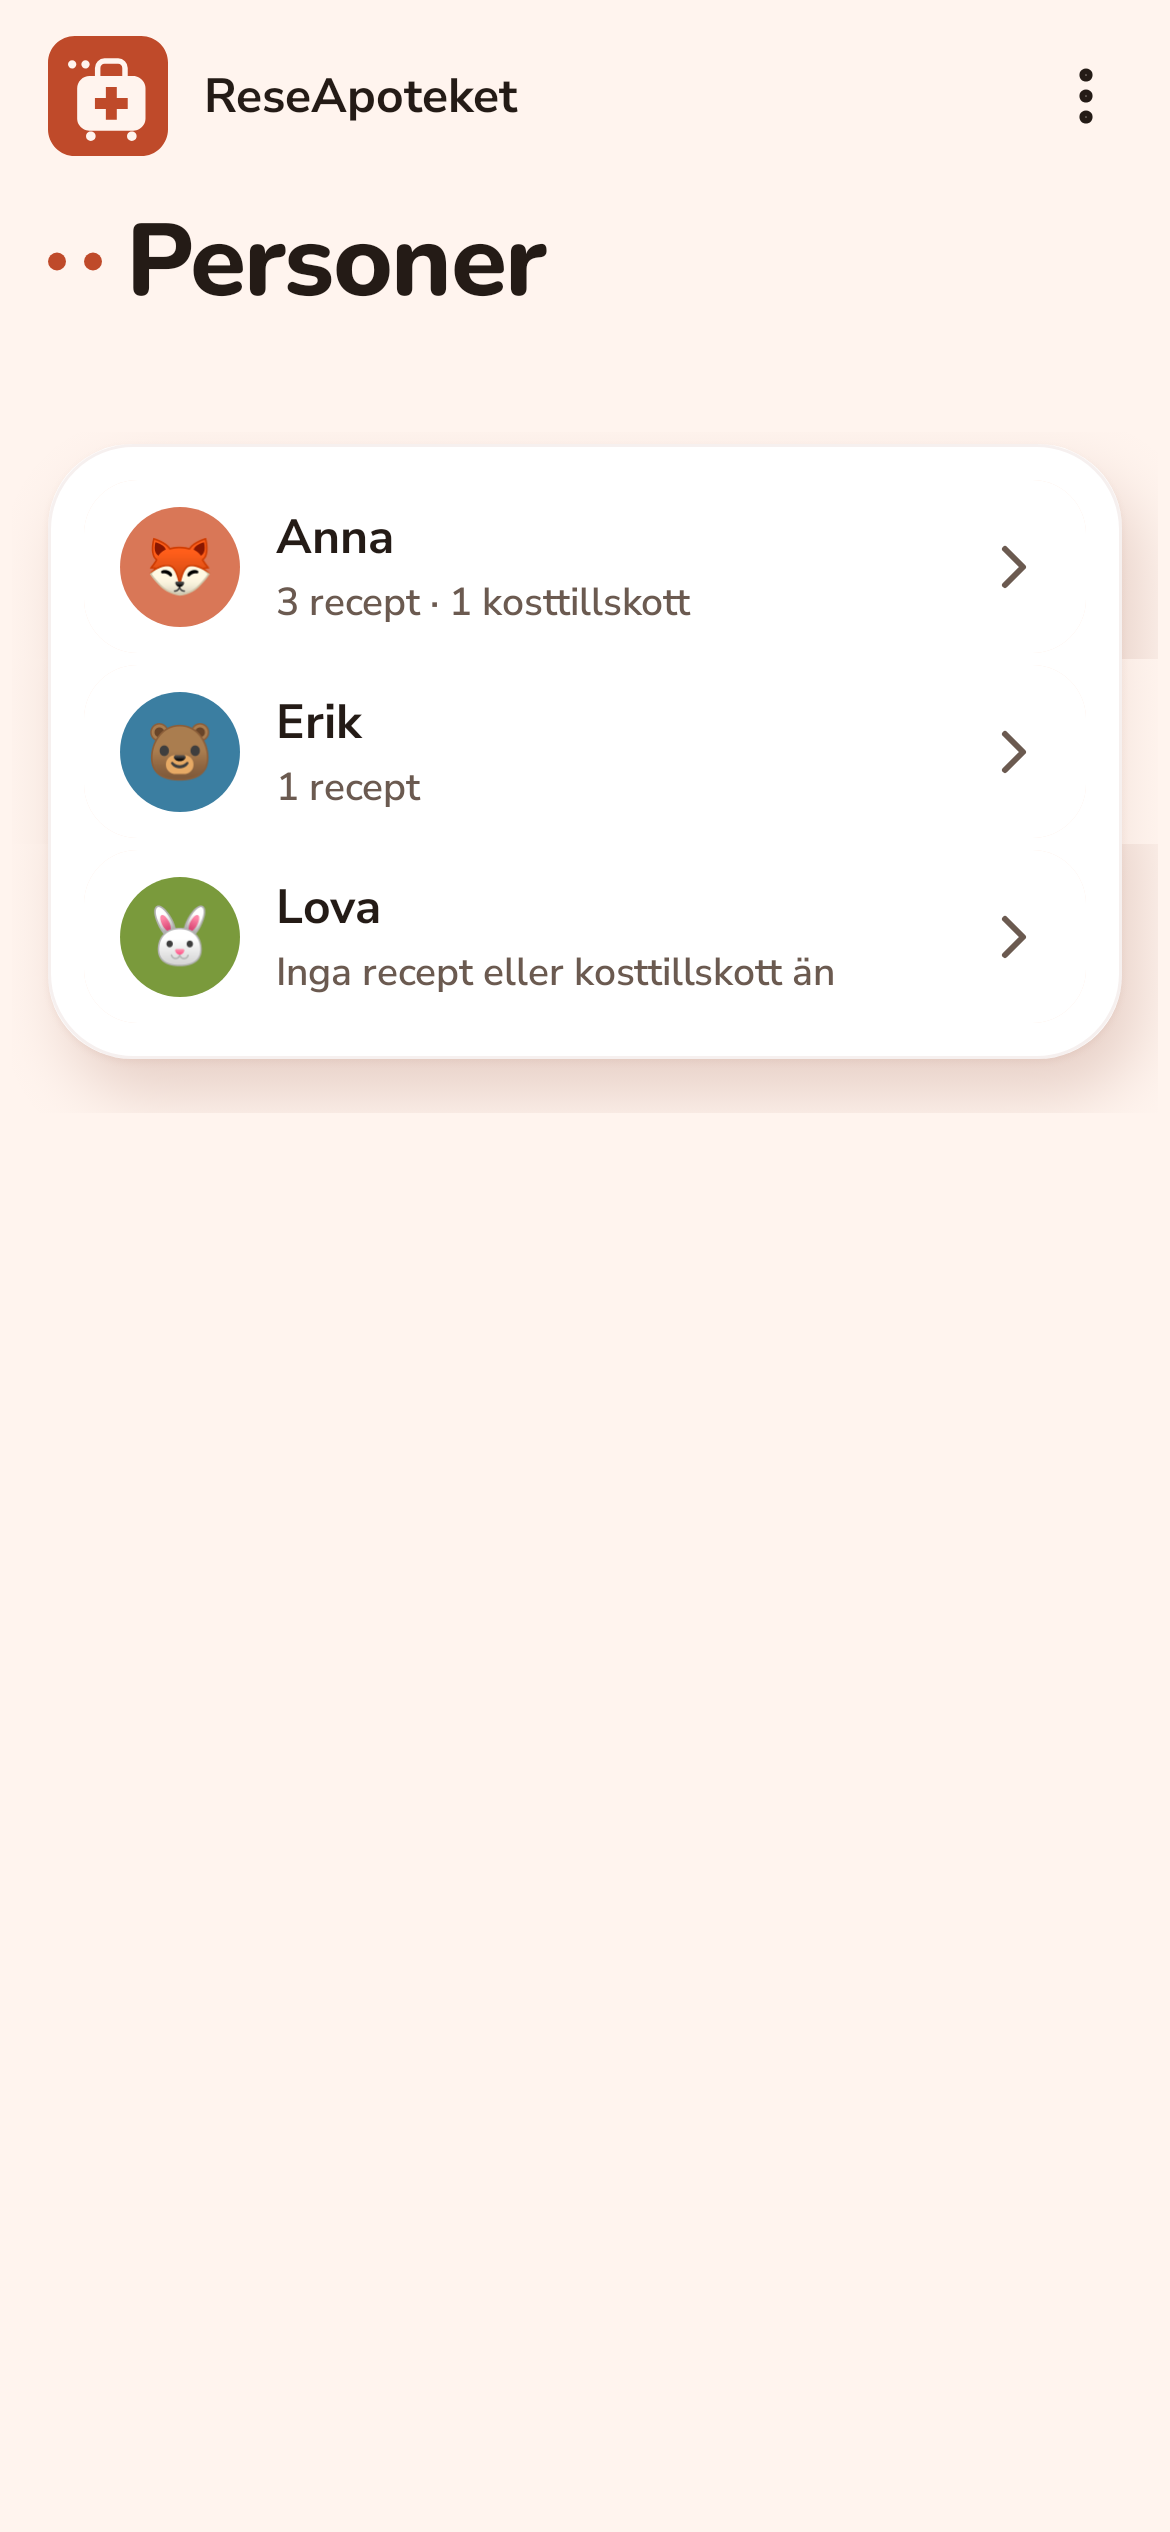 ReseApoteket
Personer
Anna
3 recept · 1 kosttillskott
Erik
1 recept
Lova
Inga recept eller kosttillskott än